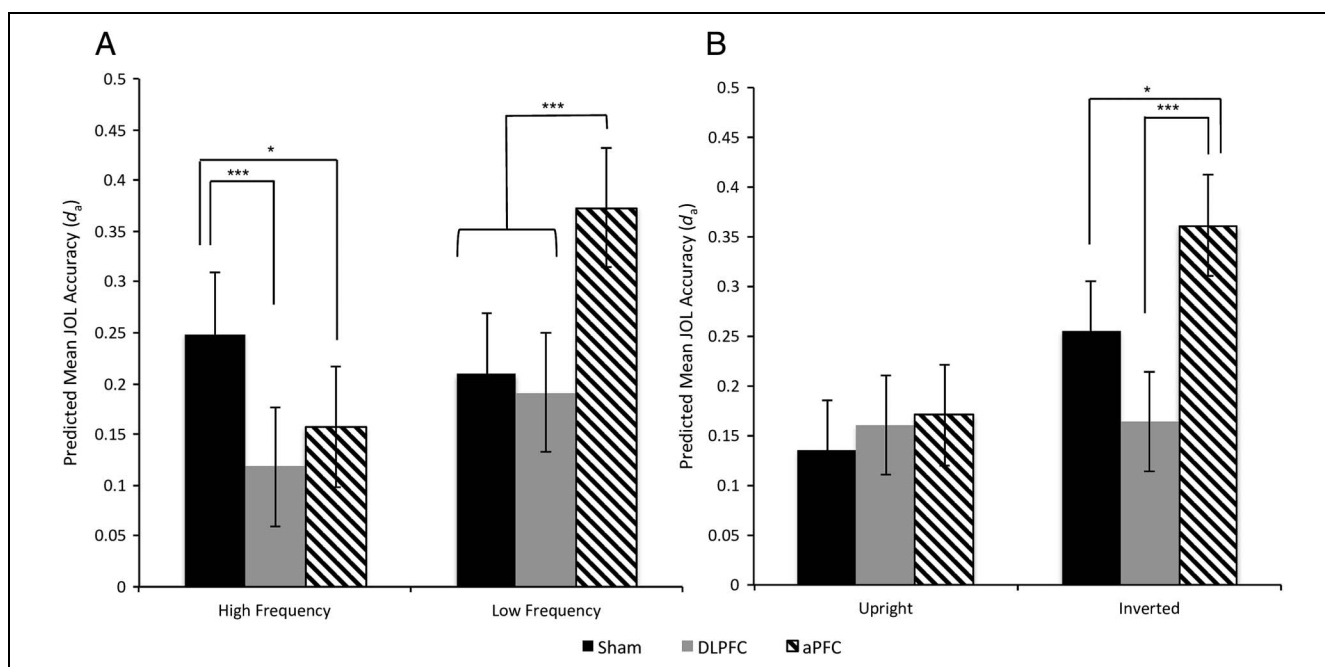 A
Predicted Mean JOL Accuracy (da)
0.5
0.45
0.4
0.35
0.3
0.25
0.2
0.15
0.1
0.05
0
***
*
***
High Frequency
Low Frequency
B
Predicted Mean JOL Accuracy (da)
0.5
0.45
0.4
0.35
0.3
0.25
0.2
0.15
0.1
0.05
0
*
***
Upright
Inverted
Sham
DLPFC
aPFC